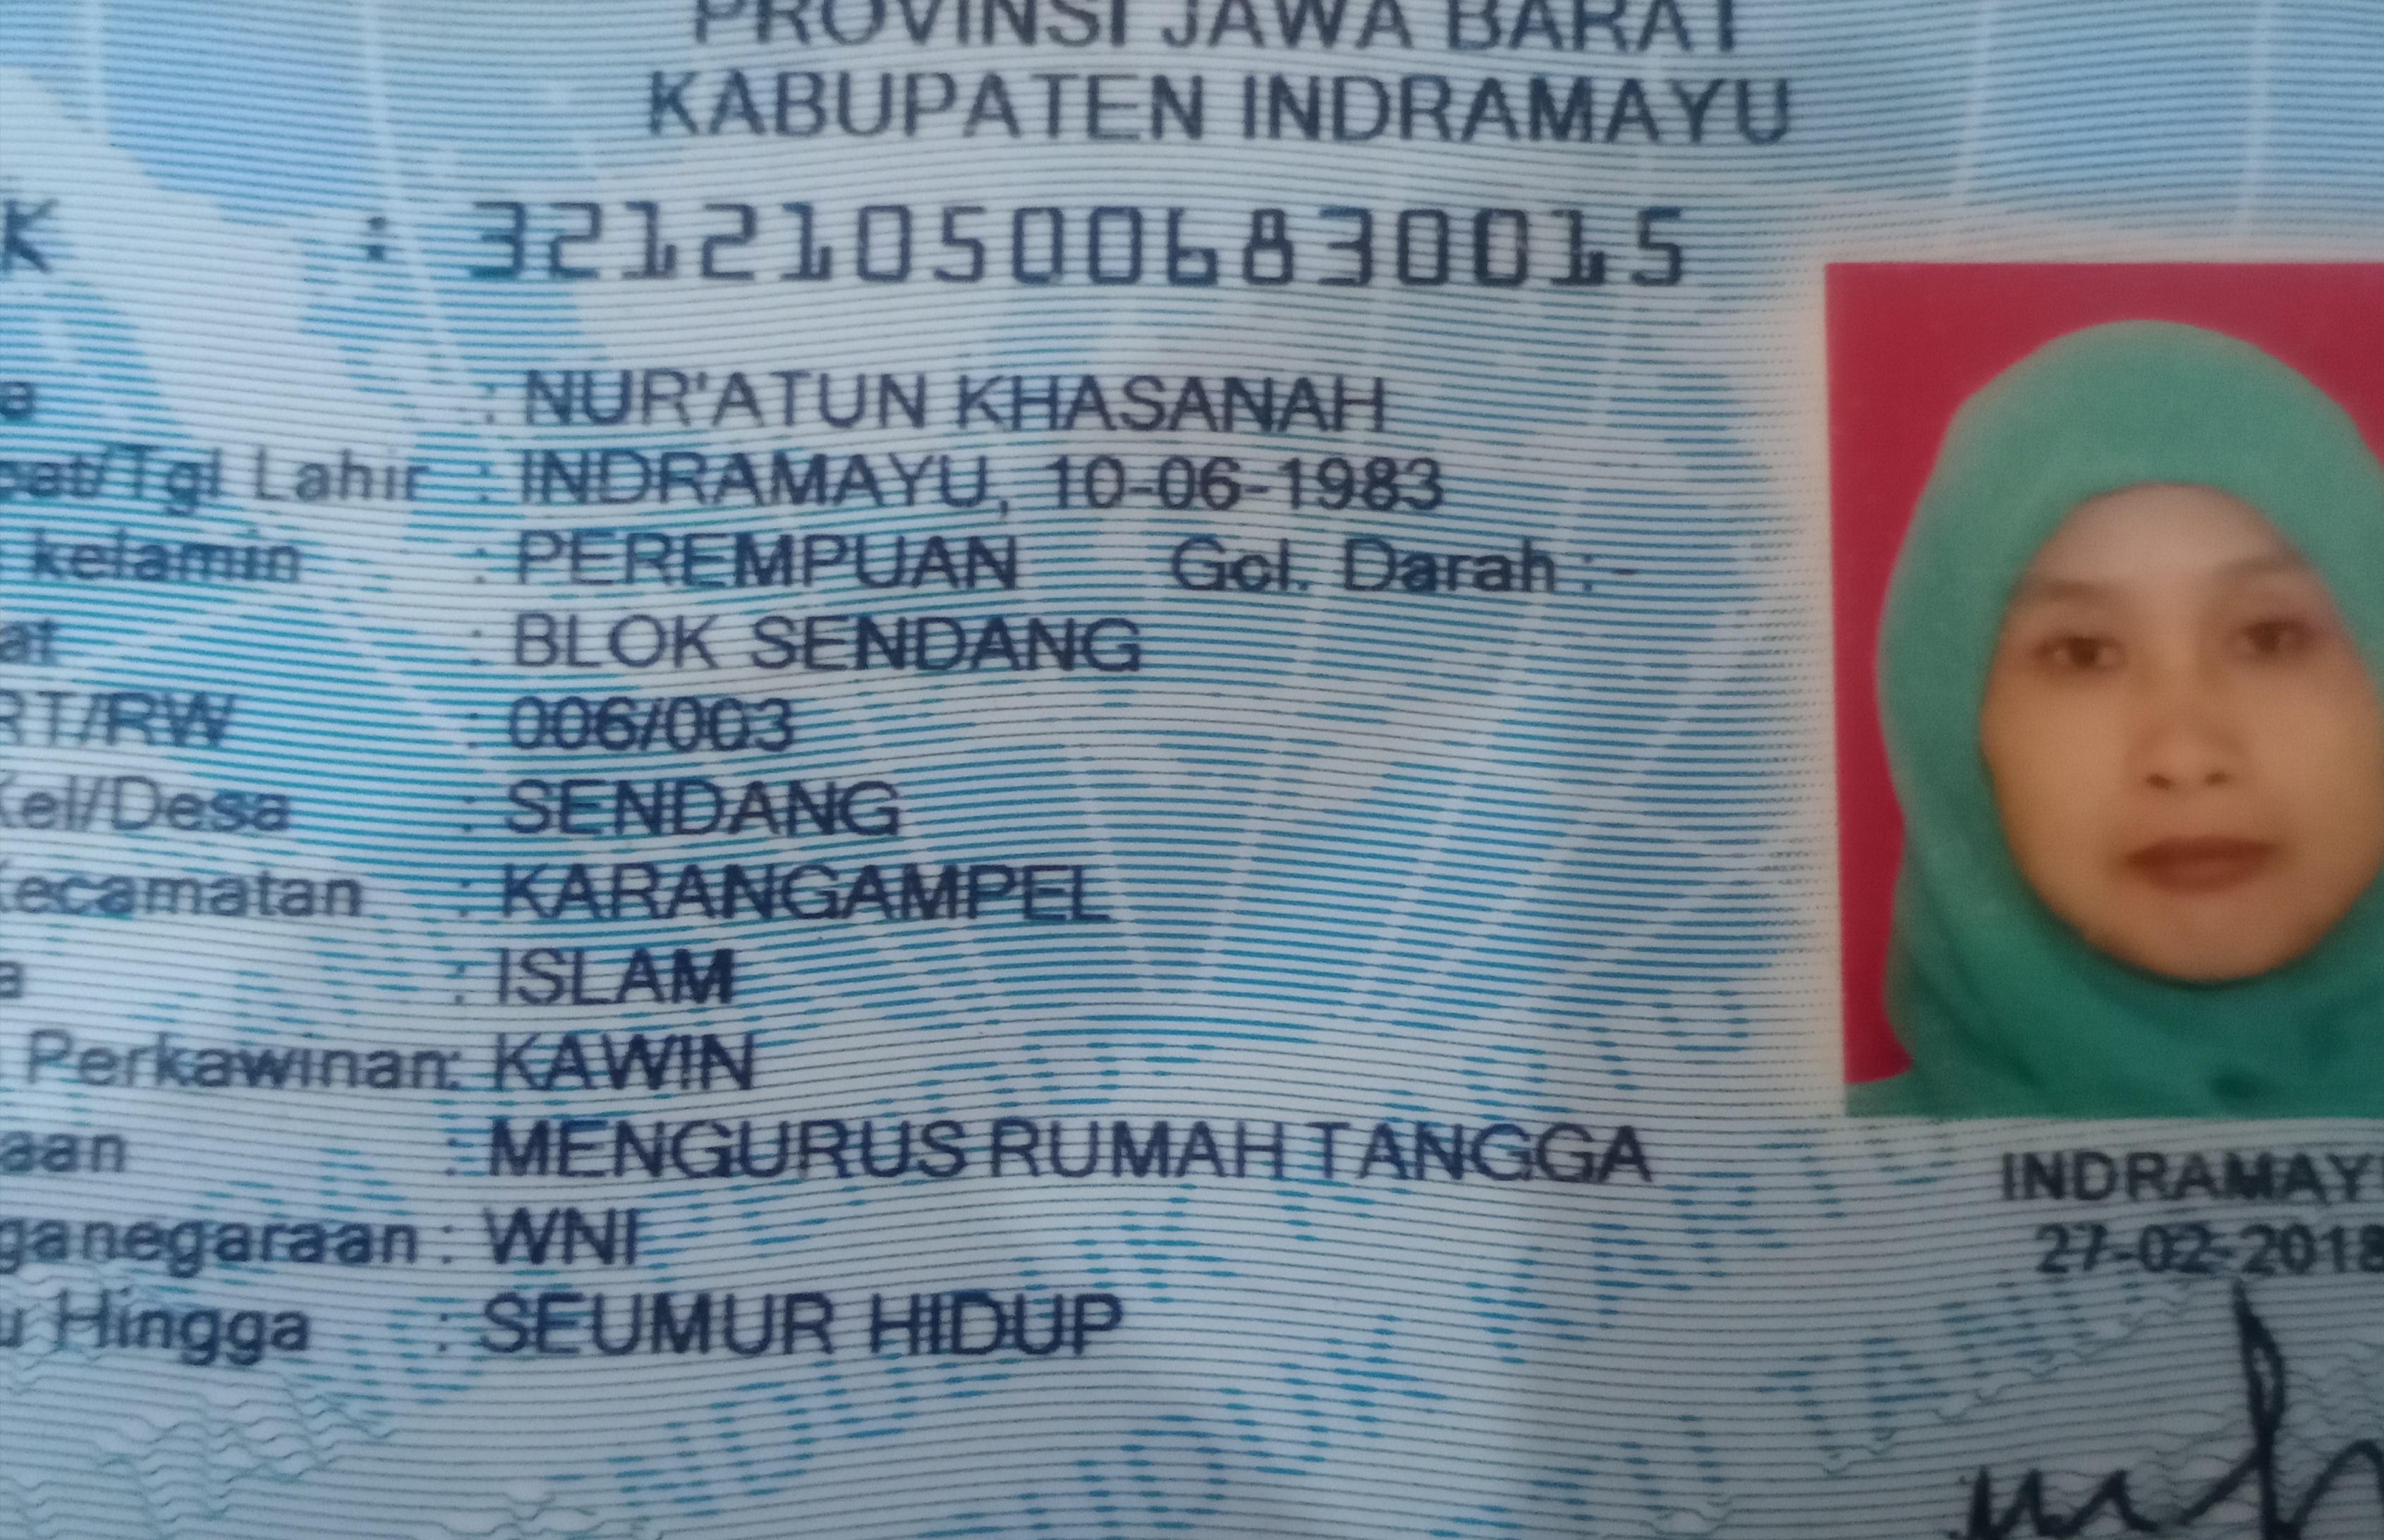 PROVINSI JAWA BARAT
KABUPATEN INDRAMAYU
K : 3212105006830015
a : NUR'ATUN KHASANAH
pat/Tgl Lahir : INDRAMAYU, 10-06-1983
kelamin : PEREMPUAN Gol. Darah : -
at : BLOK SENDANG
RT/RW : 006/003
Kel/Desa : SENDANG
Kecamatan : KARANGAMPEL
a : ISLAM
Perkawinan: KAWIN
aan : MENGURUS RUMAH TANGGA
ganegaraan : WNI
u Hingga : SEUMUR HIDUP
INDRAMAYU
27-02-2018